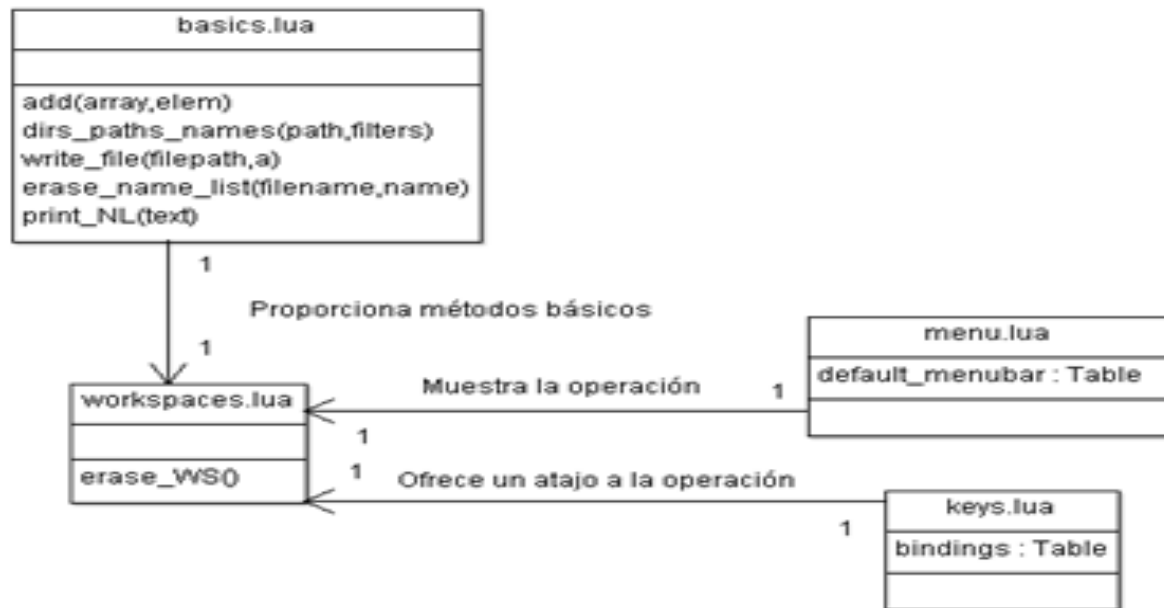 basics.lua
add(array,elem)
dirs_paths_names(path,filters)
write_file(filepath,a)
erase_name_list(filename,name)
print_NL(text)
1
Proporciona métodos básicos
1
workspaces.lua
erase_WS()
menu.lua
default_menubar : Table
Muestra la operación
1
1
1
Ofrece un atajo a la operación
1
keys.lua
bindings : Table